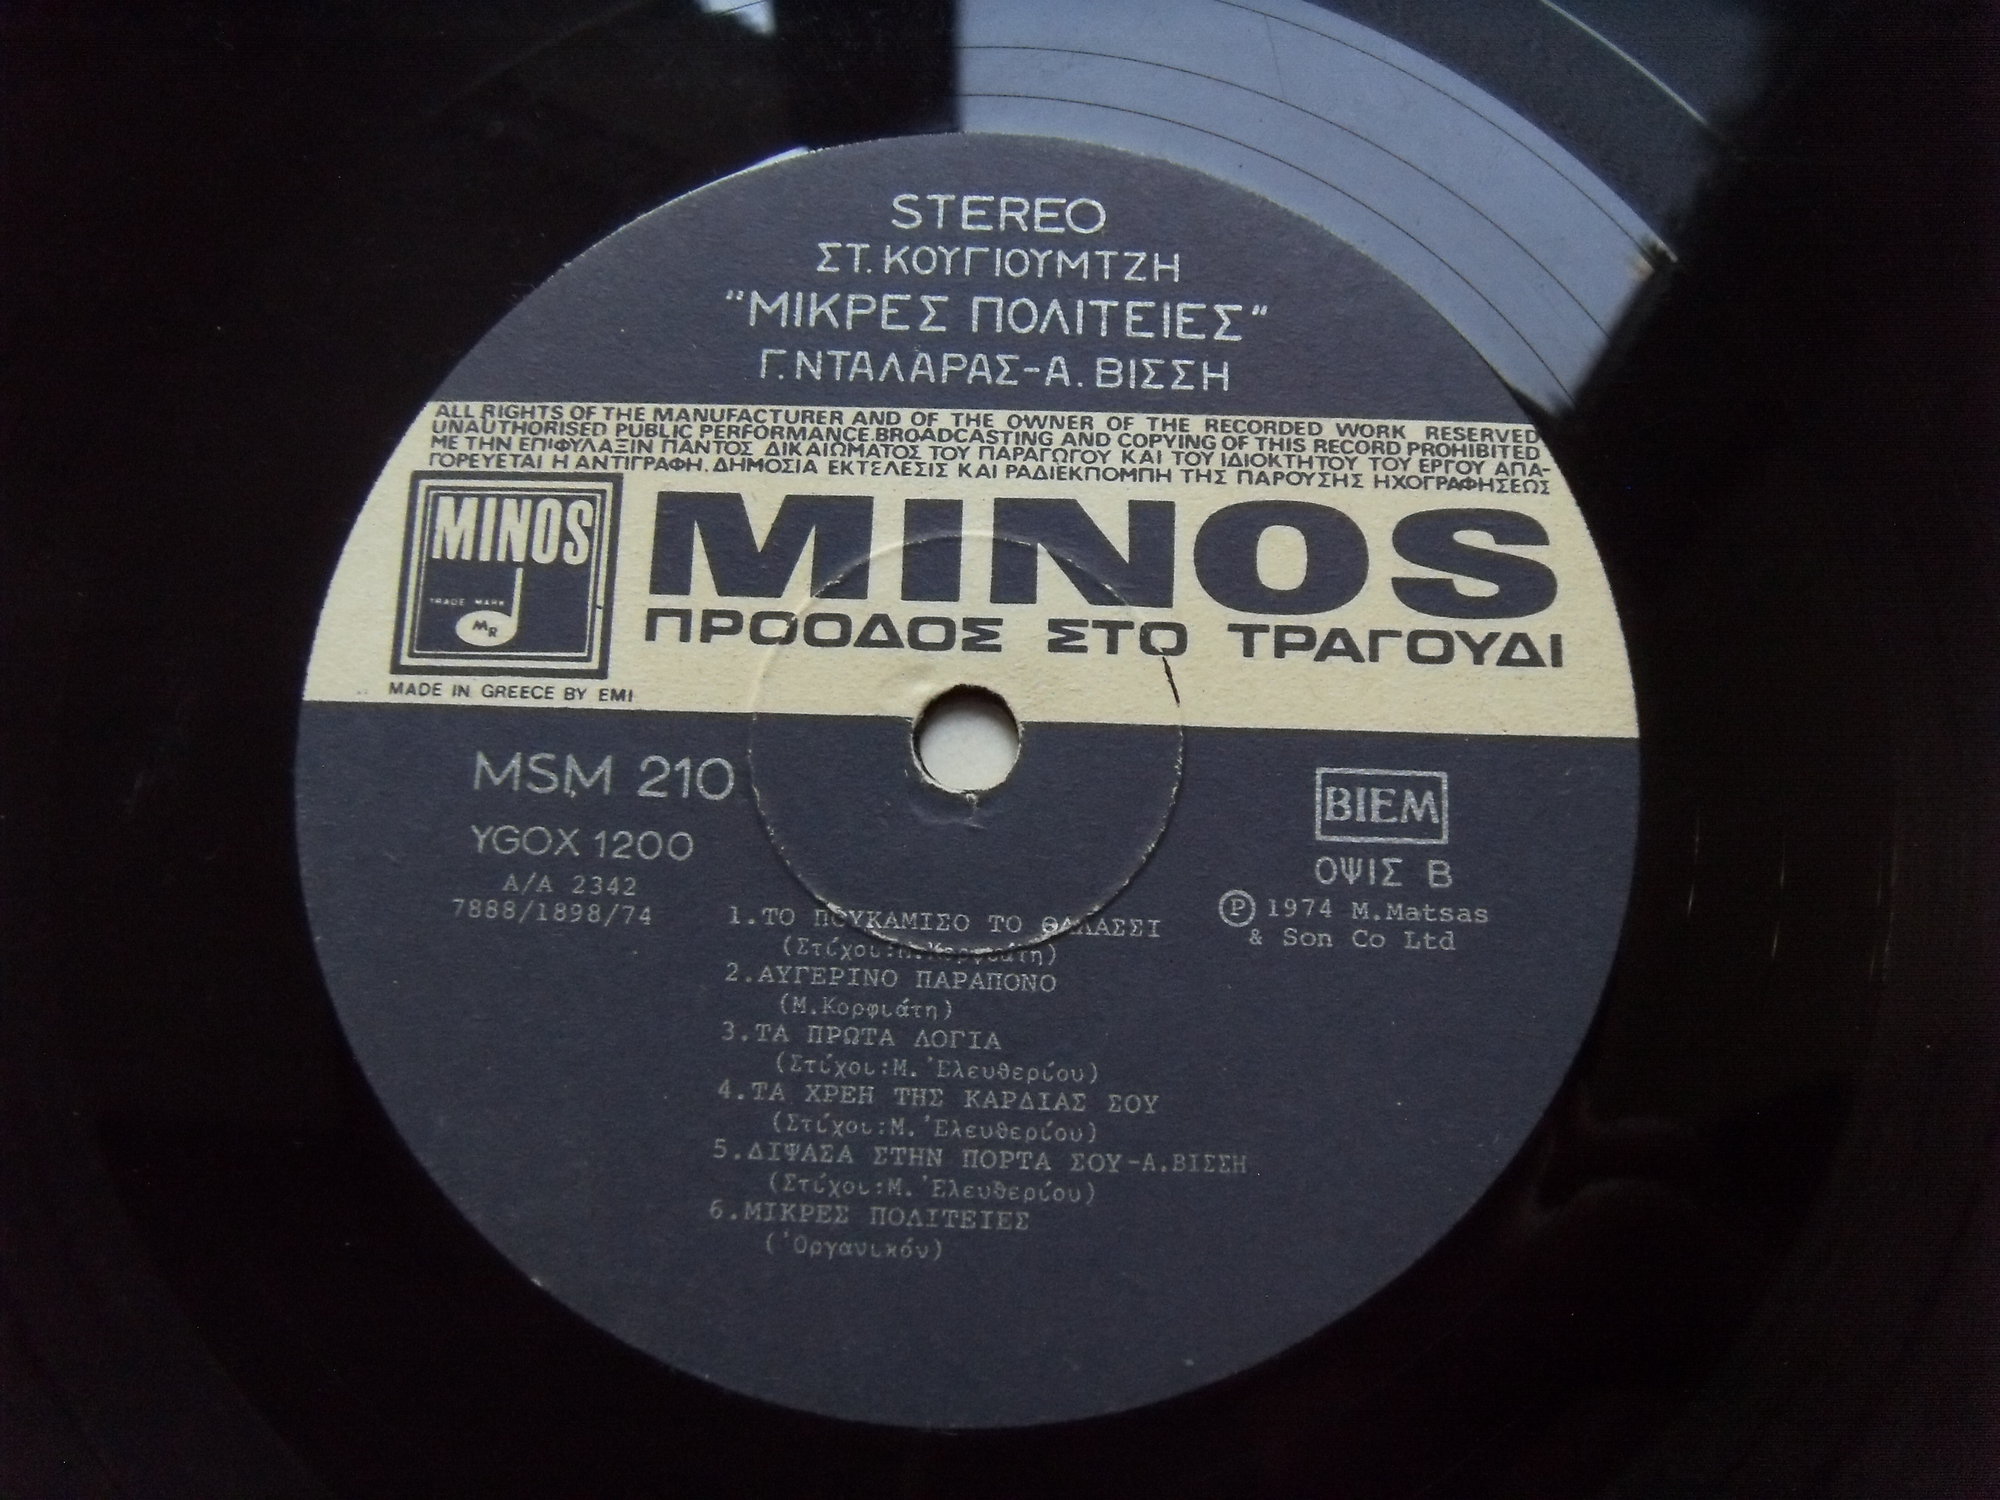 STEREO
ΣΤ. ΚΟΥΓΙΟΥΜΤΖΗ
"ΜΙΚΡΕΣ ΠΟΛΙΤΕΙΕΣ"
Γ. ΝΤΑΛΑΡΑΣ-Α. ΒΙΣΣΗ
ALL RIGHTS OF THE MANUFACTURER AND OF THE OWNER OF THE RECORDED WORK RESERVED
UNAUTHORISED PUBLIC PERFORMANCE BROADCASTING AND COPYING OF THIS RECORD PROHIBITED
ΜΕ ΤΗΝ ΕΠΙΦΥΛΑΞΙΝ ΠΑΝΤΟΣ ΔΙΚΑΙΩΜΑΤΟΣ ΤΟΥ ΠΑΡΑΓΩΓΟΥ ΚΑΙ ΤΟΥ ΙΔΙΟΚΤΗΤΟΥ ΤΟΥ ΕΡΓΟΥ ΑΠΑ-
ΓΟΡΕΥΕΤΑΙ Η ΑΝΤΙΓΡΑΦΗ. ΔΗΜΟΣΙΑ ΕΚΤΕΛΕΣΙΣ ΚΑΙ ΡΑΔΙΕΚΠΟΜΠΗ ΤΗΣ ΠΑΡΟΥΣΗΣ ΗΧΟΓΡΑΦΗΣΕΩΣ
MINOS
TRADE MARK
MR
MINOS
ΠΡΟΟΔΟΣ ΣΤΟ ΤΡΑΓΟΥΔΙ
MADE IN GREECE BY EMI
MSM 210
YGOX 1200
A/A 2342
7888/1898/74
BIEM
ΟΨΙΣ Β
Ⓟ 1974 M.Matsas
& Son Co Ltd
1.ΤΟ ΠΟΥΚΑΜΙΣΟ ΤΟ ΘΑΛΑΣΣΙ
(Στίχοι:Μ.Κορφιάτη)
2.ΑΥΓΕΡΙΝΟ ΠΑΡΑΠΟΝΟ
(Μ.Κορφιάτη)
3.ΤΑ ΠΡΩΤΑ ΛΟΓΙΑ
(Στίχοι:Μ. Ἐλευθερίου)
4.ΤΑ ΧΡΕΗ ΤΗΣ ΚΑΡΔΙΑΣ ΣΟΥ
(Στίχοι:Μ. Ἐλευθερίου)
5.ΔΙΨΑΣΑ ΣΤΗΝ ΠΟΡΤΑ ΣΟΥ-Α.ΒΙΣΣΗ
(Στίχοι:Μ. Ἐλευθερίου)
6.ΜΙΚΡΕΣ ΠΟΛΙΤΕΙΕΣ
(Ὀργανικόν)